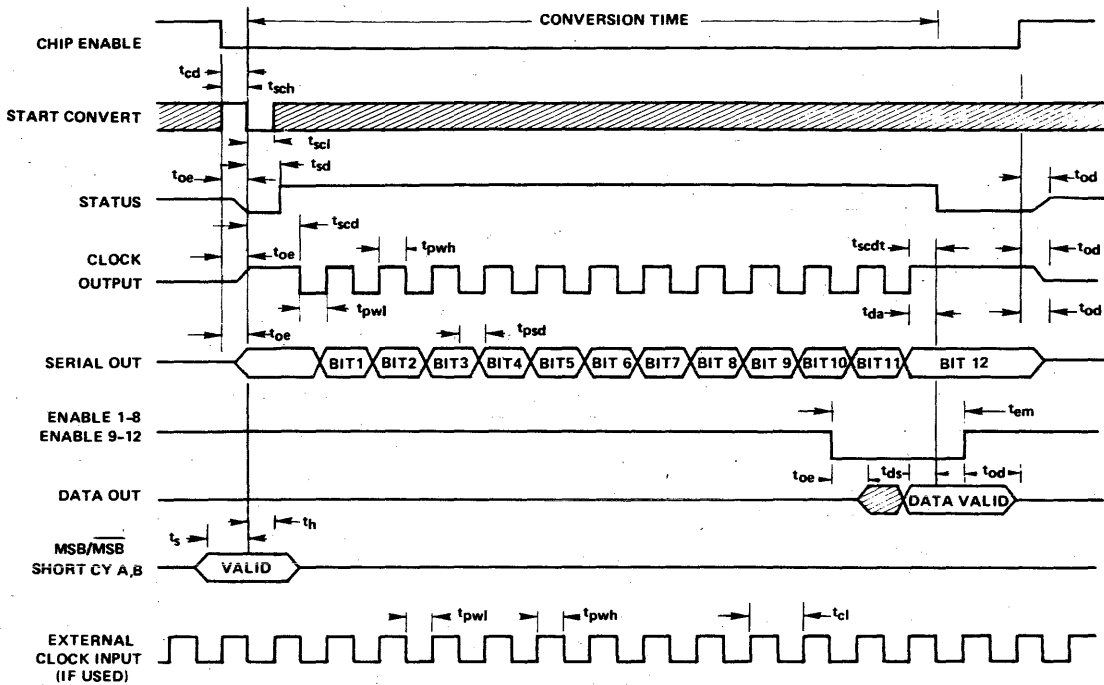 CONVERSION TIME
CHIP ENABLE
tcd
tsch
START CONVERT
tscl
tsd
toe
tod
STATUS
tscd
tscdt
CLOCK
OUTPUT
toe
tpwh
tod
tpwl
tda
tod
toe
tpsd
SERIAL OUT
BIT1 BIT2 BIT3 BIT4 BIT5 BIT 6 BIT7 BIT 8 BIT 9 BIT10 BIT11 BIT 12
ENABLE 1-8
ENABLE 9-12
tem
toe
tds
tod
DATA OUT
DATA VALID
th
ts
MSB/MSB
SHORT CY A,B
VALID
tpwl
tpwh
tcl
EXTERNAL
CLOCK INPUT
(IF USED)